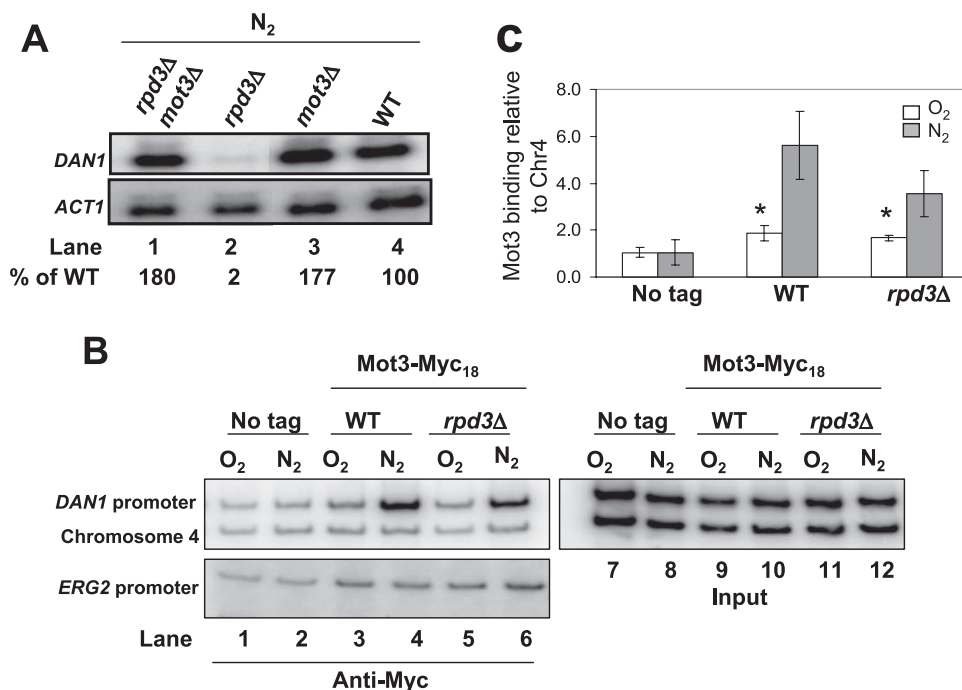 A
N₂
rpd3Δ mot3Δ
rpd3Δ
mot3Δ
WT
DAN1
ACT1
Lane 1 2 3 4
% of WT 180 2 177 100
C
Mot3 binding relative
to Chr4
8.0
6.0
4.0
2.0
0.0
O₂
N₂
*
*
No tag WT rpd3Δ
B
Mot3-Myc₁₈
No tag WT rpd3Δ
O₂ N₂ O₂ N₂ O₂ N₂
DAN1 promoter
Chromosome 4
ERG2 promoter
Lane 1 2 3 4 5 6
Anti-Myc
Mot3-Myc₁₈
No tag WT rpd3Δ
O₂ N₂ O₂ N₂ O₂ N₂
7 8 9 10 11 12
Input